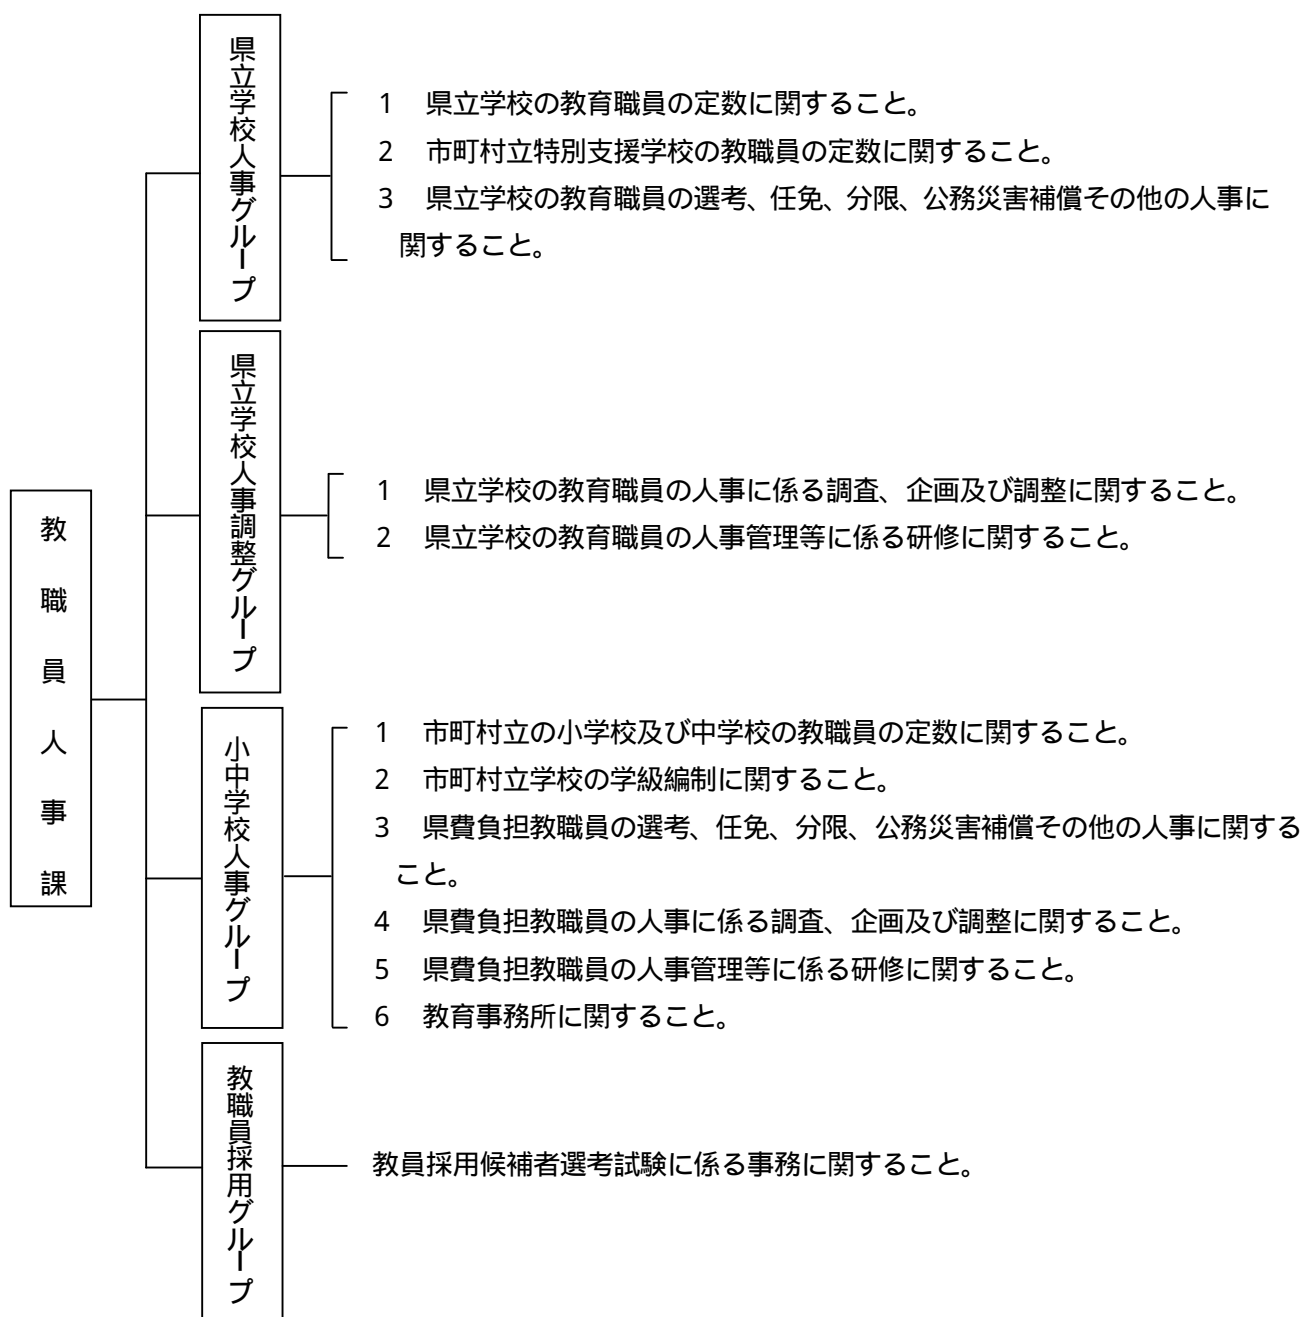 教職員人事課
県立学校人事グループ
1 県立学校の教育職員の定数に関すること。
2 市町村立特別支援学校の教職員の定数に関すること。
3 県立学校の教育職員の選考、任免、分限、公務災害補償その他の人事に
関すること。
県立学校人事調整グループ
1 県立学校の教育職員の人事に係る調査、企画及び調整に関すること。
2 県立学校の教育職員の人事管理等に係る研修に関すること。
小中学校人事グループ
1 市町村立の小学校及び中学校の教職員の定数に関すること。
2 市町村立学校の学級編制に関すること。
3 県費負担教職員の選考、任免、分限、公務災害補償その他の人事に関する
こと。
4 県費負担教職員の人事に係る調査、企画及び調整に関すること。
5 県費負担教職員の人事管理等に係る研修に関すること。
6 教育事務所に関すること。
教職員採用グループ
教員採用候補者選考試験に係る事務に関すること。